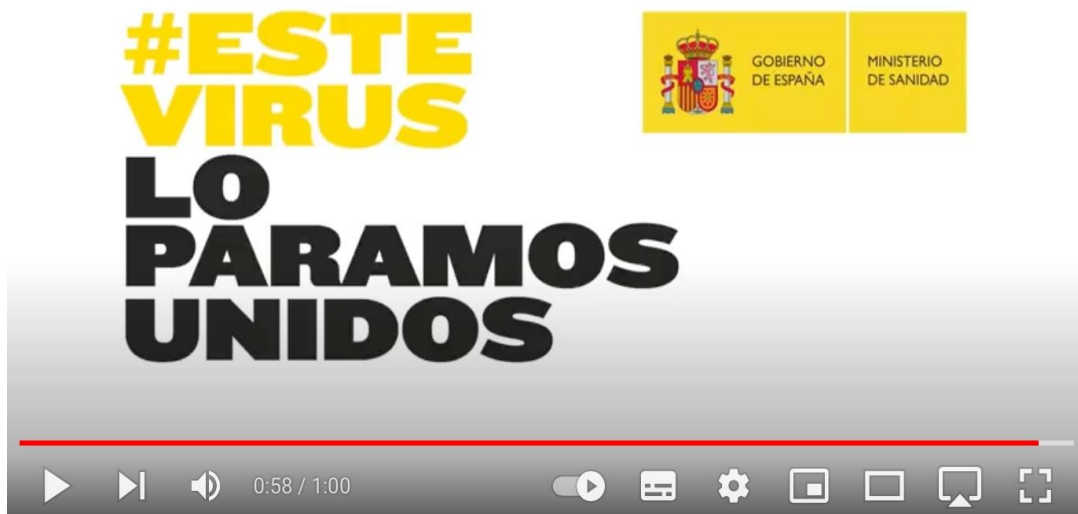 #ESTE
VIRUS
LO
PARAMOS
UNIDOS
GOBIERNO
DE ESPAÑA
MINISTERIO
DE SANIDAD
0:58 / 1:00